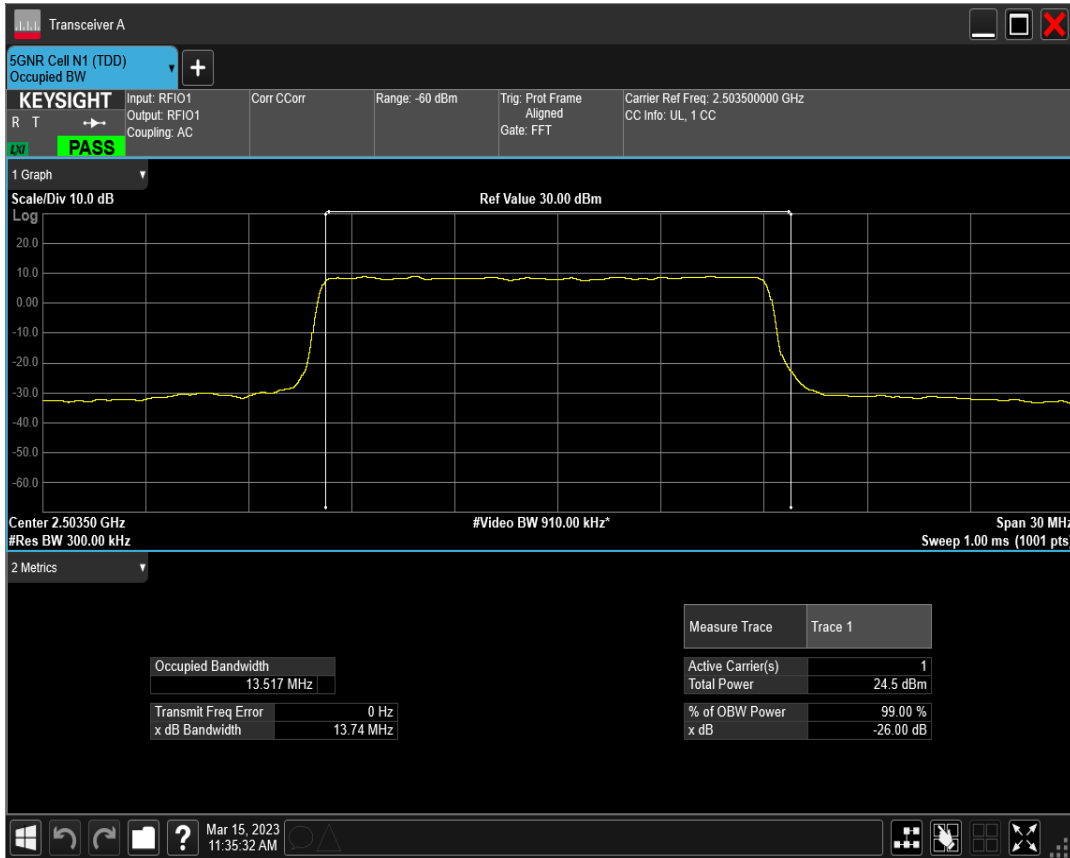 Transceiver A
5GNR Cell N1 (TDD)
Occupied BW
+
KEYSIGHT
R T
LXI
PASS
Input: RFIO1
Output: RFIO1
Coupling: AC
Corr CCorr
Range: -60 dBm
Trig: Prot Frame
Aligned
Gate: FFT
Carrier Ref Freq: 2.503500000 GHz
CC Info: UL, 1 CC
1 Graph
Scale/Div 10.0 dB
Ref Value 30.00 dBm
Log
20.0
10.0
0.00
-10.0
-20.0
-30.0
-40.0
-50.0
-60.0
Center 2.50350 GHz
#Video BW 910.00 kHz*
Span 30 MHz
#Res BW 300.00 kHz
Sweep 1.00 ms (1001 pts)
2 Metrics
Measure Trace Trace 1
Occupied Bandwidth
13.517 MHz
Active Carrier(s) 1
Total Power 24.5 dBm
Transmit Freq Error 0 Hz
x dB Bandwidth 13.74 MHz
% of OBW Power 99.00 %
x dB -26.00 dB
?
Mar 15, 2023
11:35:32 AM